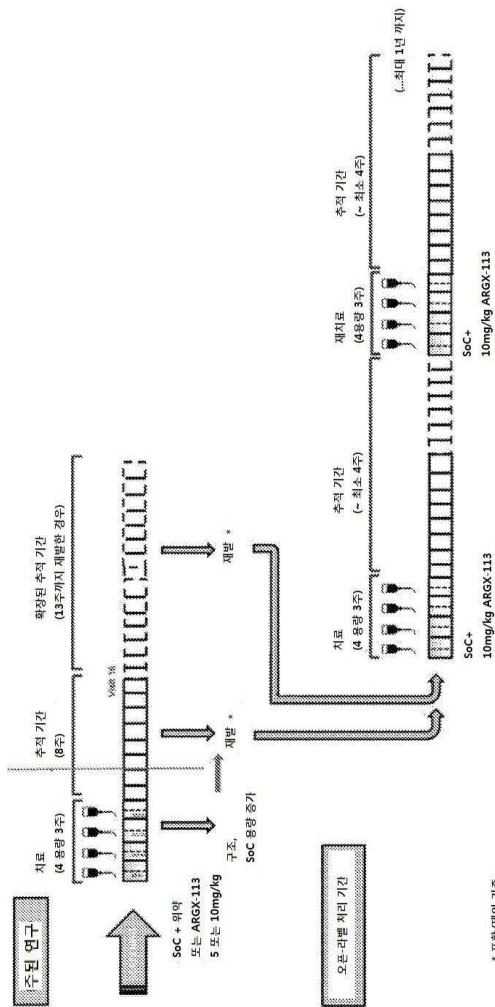 주된 연구
치료
(4 용량 3주)
추적 기간
(8주)
확장된 추적 기간
(13주까지 재발한 경우)
Visit 16
SoC + 위약
또는 ARGX-113
5 또는 10mg/kg
구조,
SoC 용량 증가
재발 *
재발 *
오픈-라벨 처리 기간
치료
(4 용량 3주)
추적 기간
(~ 최소 4주)
재치료
(4용량 3주)
추적 기간
(~ 최소 4주)
(...최대 1년 까지)
SoC+
10mg/kg ARGX-113
SoC+
10mg/kg ARGX-113